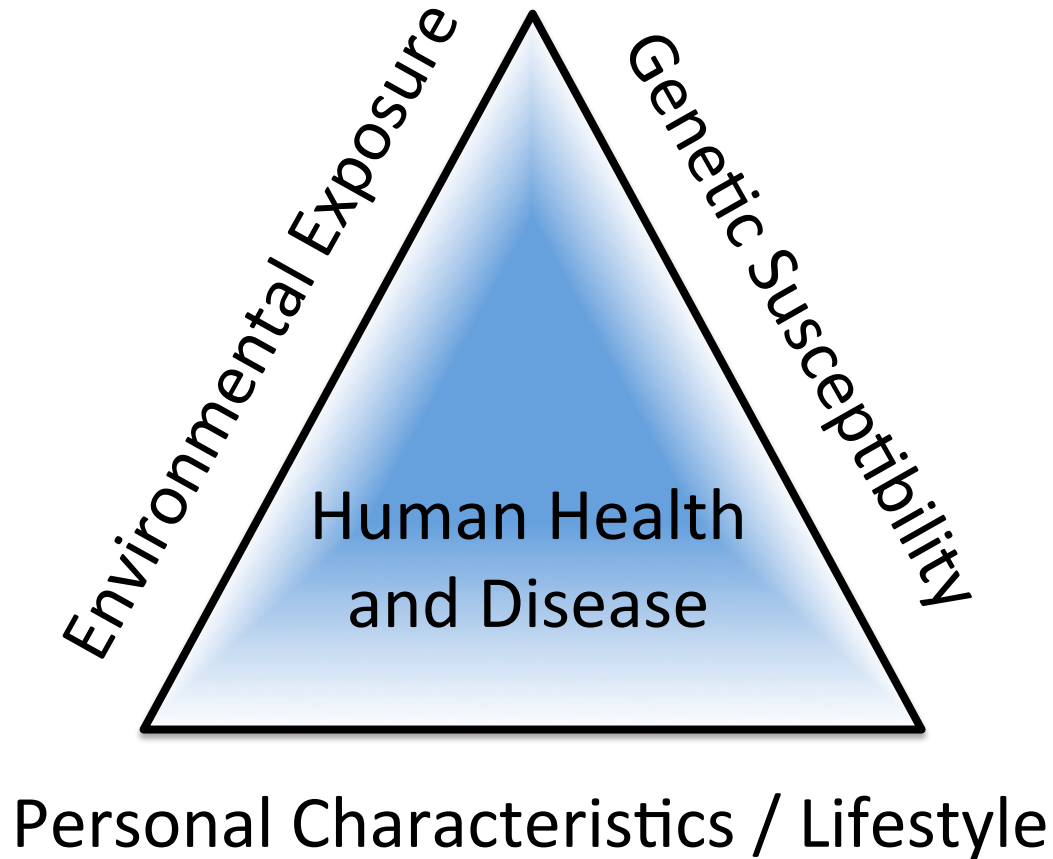 Environmental Exposure
Genetic Susceptibility
Human Health
and Disease
Personal Characteristics / Lifestyle